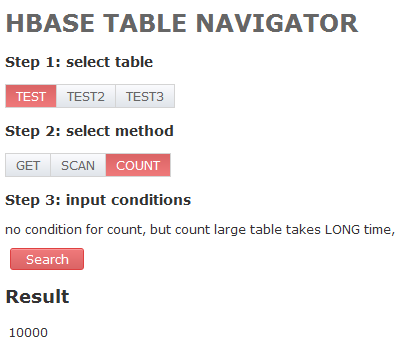 HBASE TABLE NAVIGATOR
Step 1: select table
TEST TEST2 TEST3
Step 2: select method
GET SCAN COUNT
Step 3: input conditions
no condition for count, but count large table takes LONG time,
Search
Result
10000